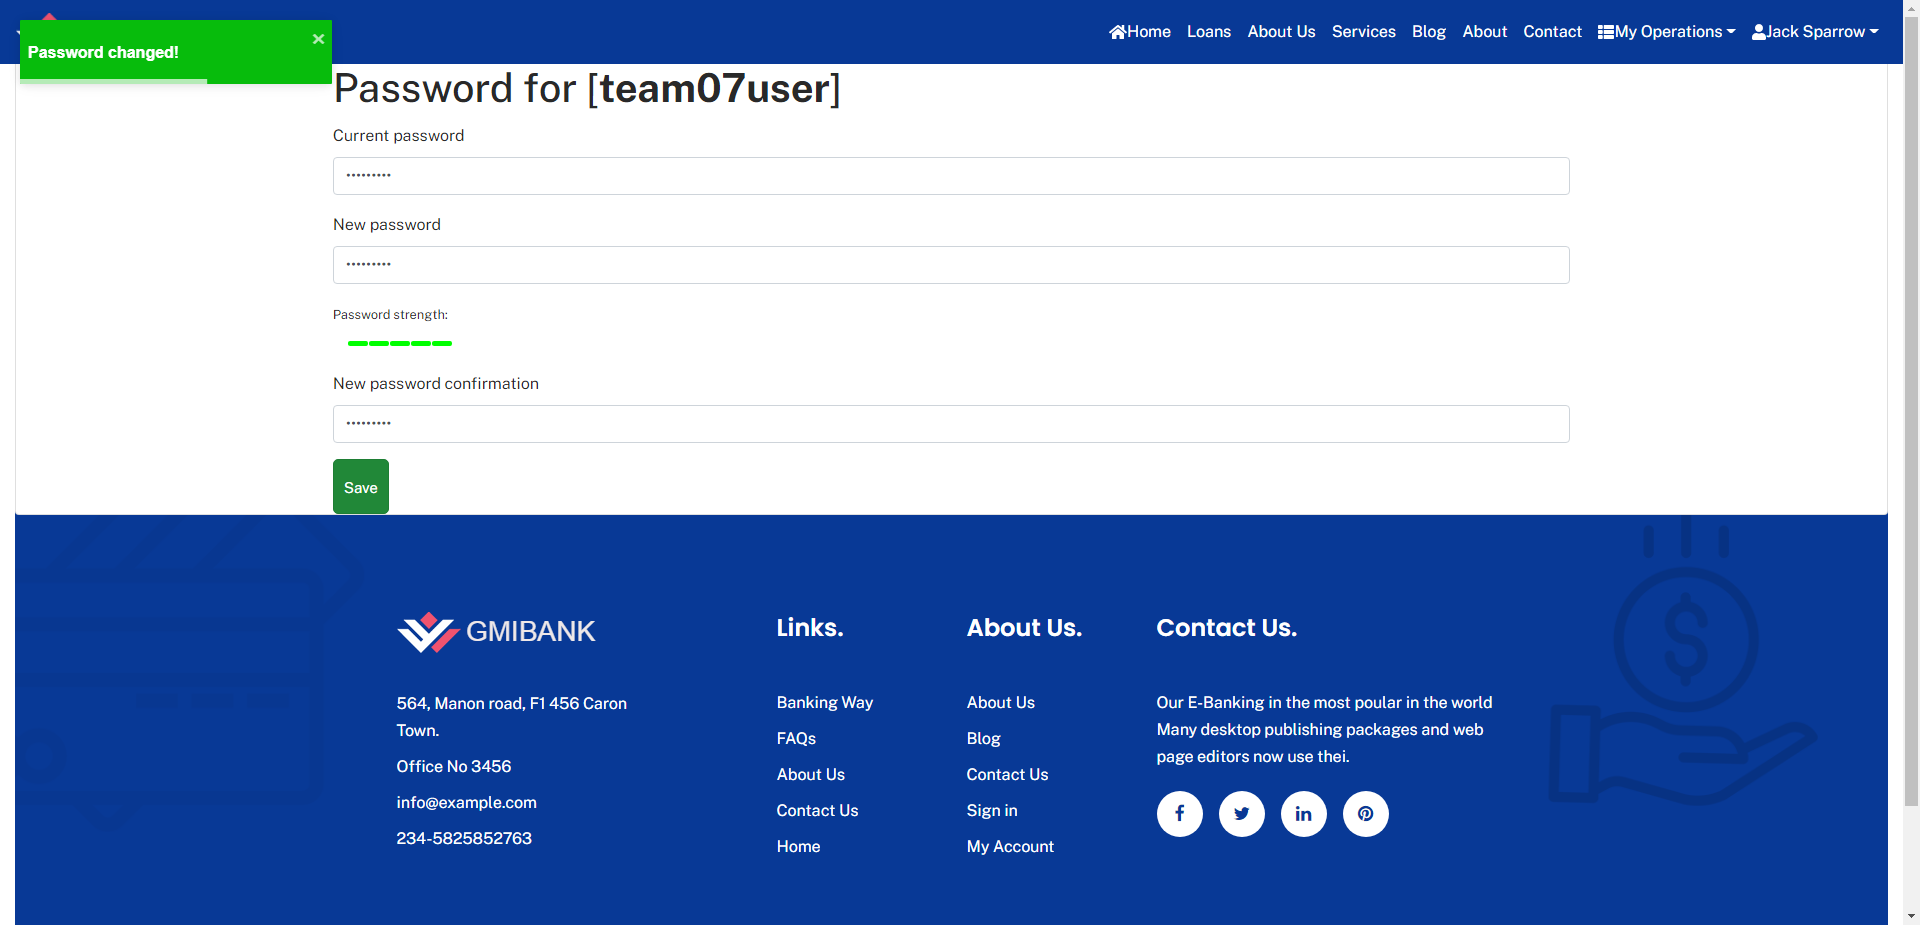 Password changed!
×
Home Loans About Us Services Blog About Contact My Operations Jack Sparrow
Password for [team07user]
Current password
•••••••••
New password
•••••••••
Password strength:
New password confirmation
•••••••••
Save
GMIBANK
564, Manon road, F1 456 Caron
Town.
Office No 3456
info@example.com
234-5825852763
Links.
Banking Way
FAQs
About Us
Contact Us
Home
About Us.
About Us
Blog
Contact Us
Sign in
My Account
Contact Us.
Our E-Banking in the most poular in the world
Many desktop publishing packages and web
page editors now use thei.